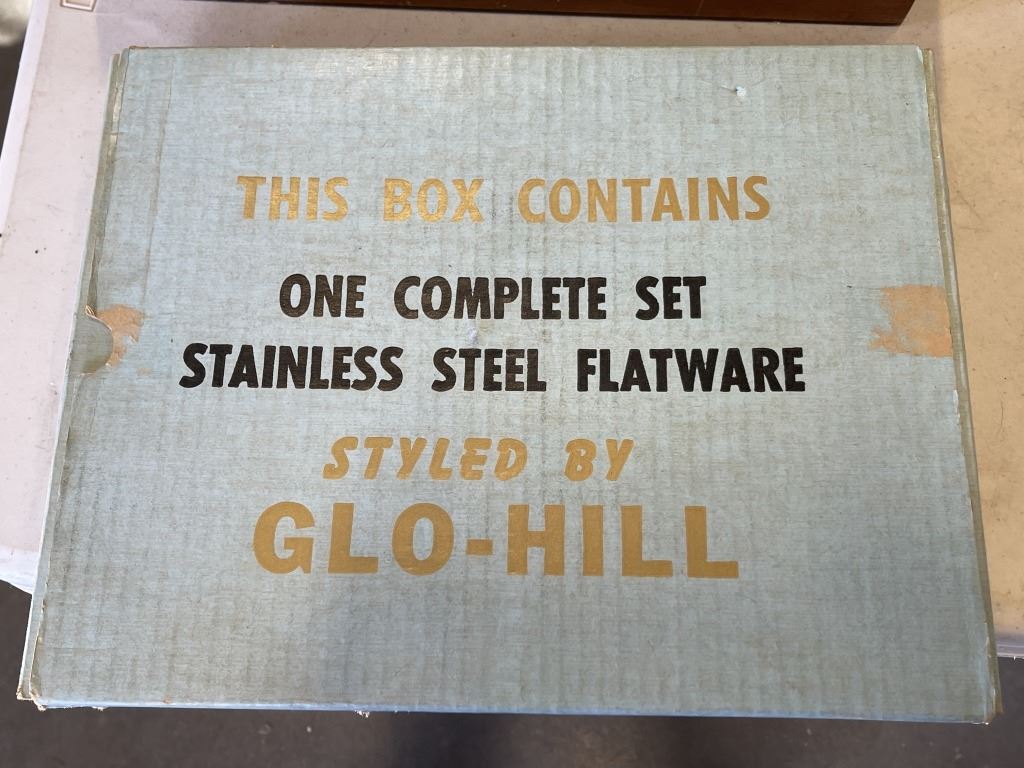 THIS BOX CONTAINS
ONE COMPLETE SET
STAINLESS STEEL FLATWARE
STYLED BY
GLO-HILL